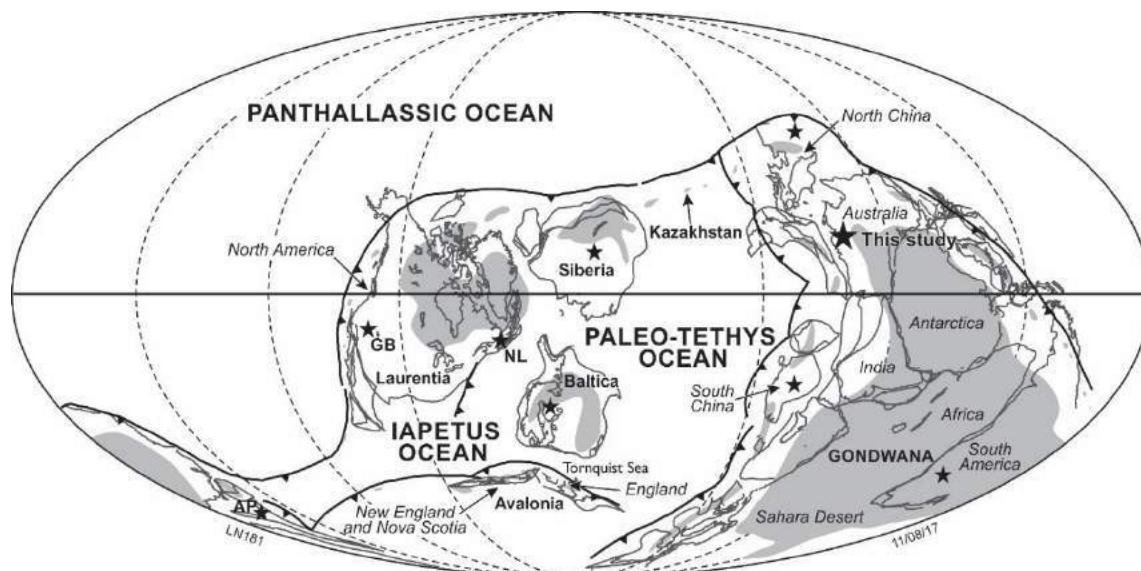 PANTHALLASSIC OCEAN
North China
North America
Kazakhstan
Australia
This study
Siberia
GB
NL
Laurentia
PALEO-TETHYS
OCEAN
Antarctica
Baltica
India
South
China
Africa
IAPETUS
OCEAN
GONDWANA
South
America
Tornquist Sea
England
Avalonia
New England
and Nova Scotia
AP
Sahara Desert
LN181
11/08/17